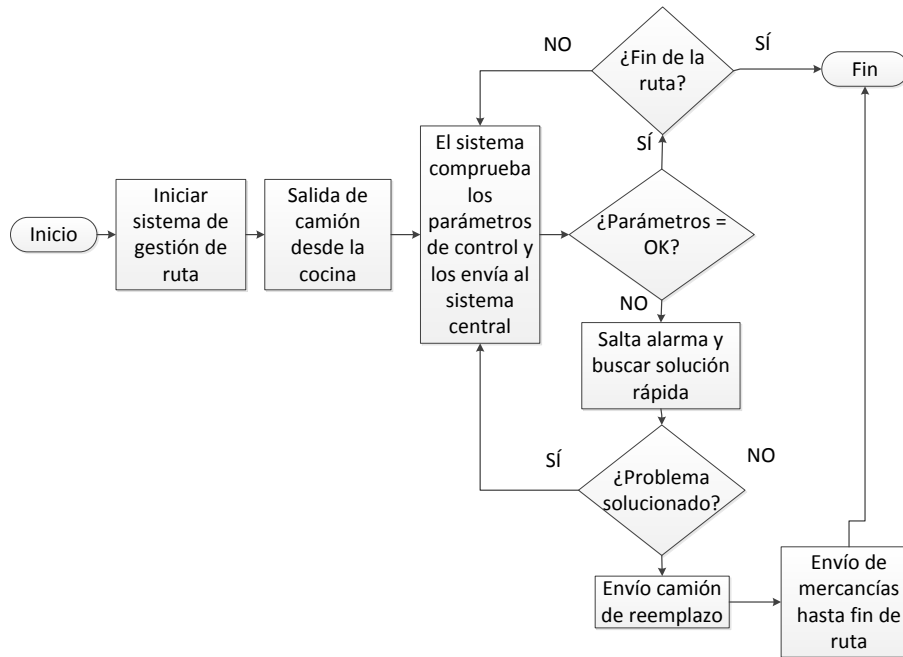 NO
¿Fin de la
ruta?
SÍ
Fin
SÍ
Inicio
Iniciar
sistema de
gestión de
ruta
Salida de
camión
desde la
cocina
El sistema
comprueba
los
parámetros
de control y
los envía al
sistema
central
¿Parámetros =
OK?
NO
Salta alarma y
buscar solución
rápida
SÍ
NO
¿Problema
solucionado?
Envío camión
de reemplazo
Envío de
mercancías
hasta fin de
ruta